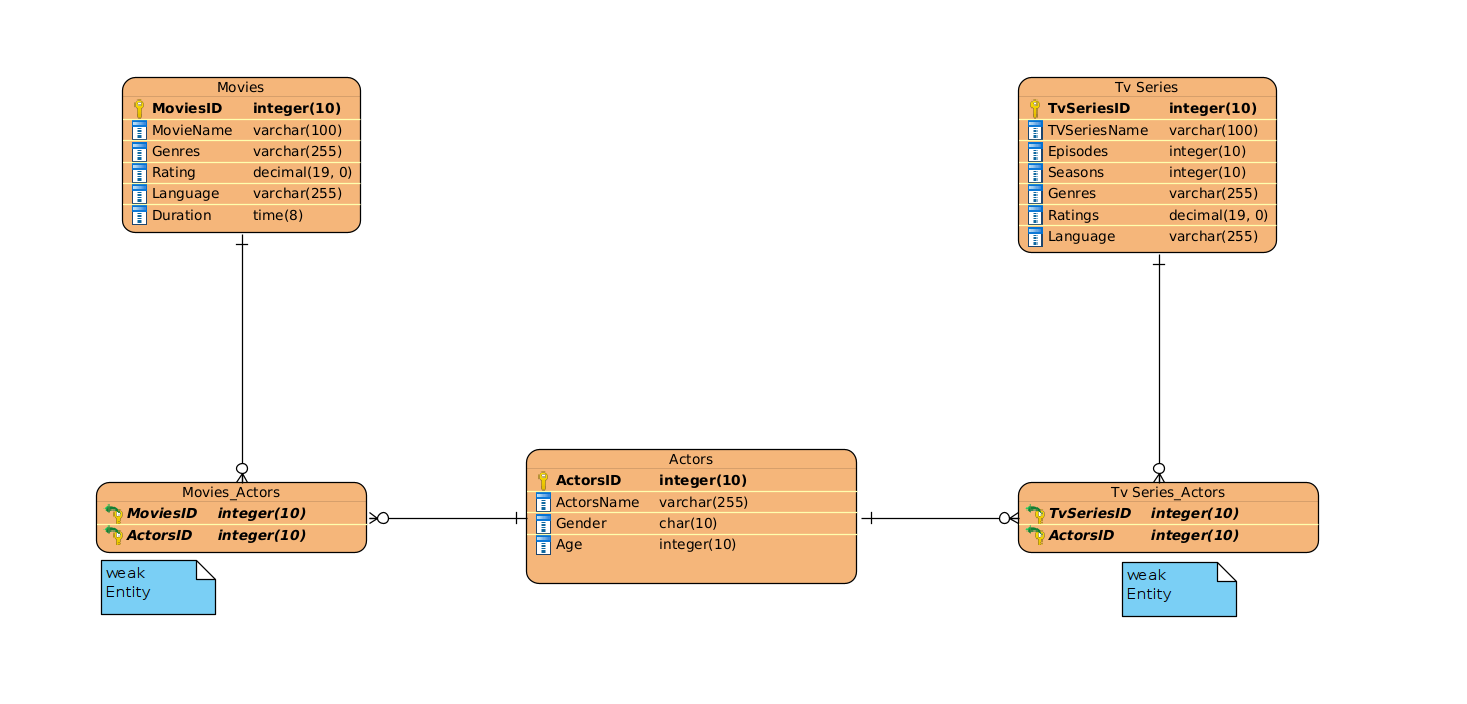 Movies
MoviesID integer(10)
MovieName varchar(100)
Genres varchar(255)
Rating decimal(19, 0)
Language varchar(255)
Duration time(8)
Tv Series
TvSeriesID integer(10)
TVSeriesName varchar(100)
Episodes integer(10)
Seasons integer(10)
Genres varchar(255)
Ratings decimal(19, 0)
Language varchar(255)
Movies_Actors
MoviesID integer(10)
ActorsID integer(10)
weak
Entity
Actors
ActorsID integer(10)
ActorsName varchar(255)
Gender char(10)
Age integer(10)
Tv Series_Actors
TvSeriesID integer(10)
ActorsID integer(10)
weak
Entity